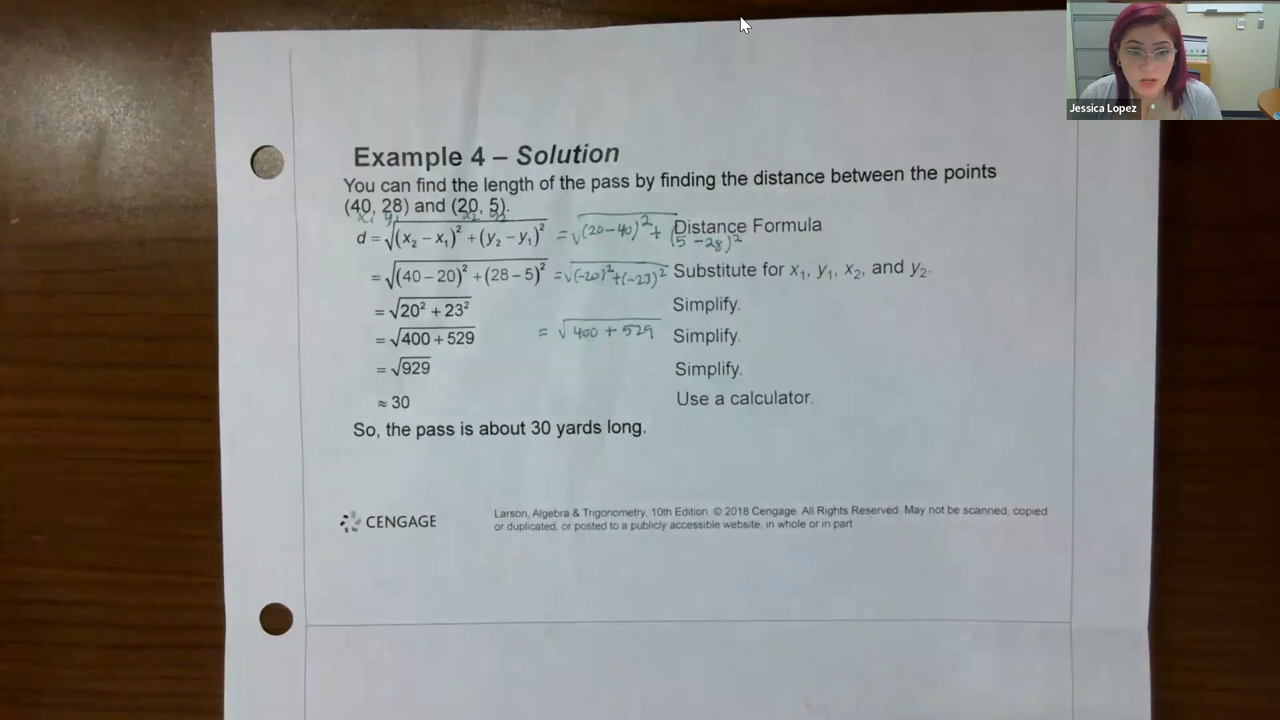 Jessica Lopez
Example 4 – Solution
You can find the length of the pass by finding the distance between the points
(40, 28) and (20, 5).
x₁ y₁ x₂ y₂
d = √(x₂ − x₁)² + (y₂ − y₁)² = √(20−40)² + (5 −28)² Distance Formula
= √(40 − 20)² + (28 − 5)² = √(−20)²+(−23)² Substitute for x₁, y₁, x₂, and y₂.
= √20² + 23² Simplify.
= √400 + 529 = √400 + 529 Simplify.
= √929 Simplify.
≈ 30 Use a calculator.
So, the pass is about 30 yards long.
CENGAGE
Larson, Algebra & Trigonometry, 10th Edition. © 2018 Cengage. All Rights Reserved. May not be scanned, copied
or duplicated, or posted to a publicly accessible website, in whole or in part